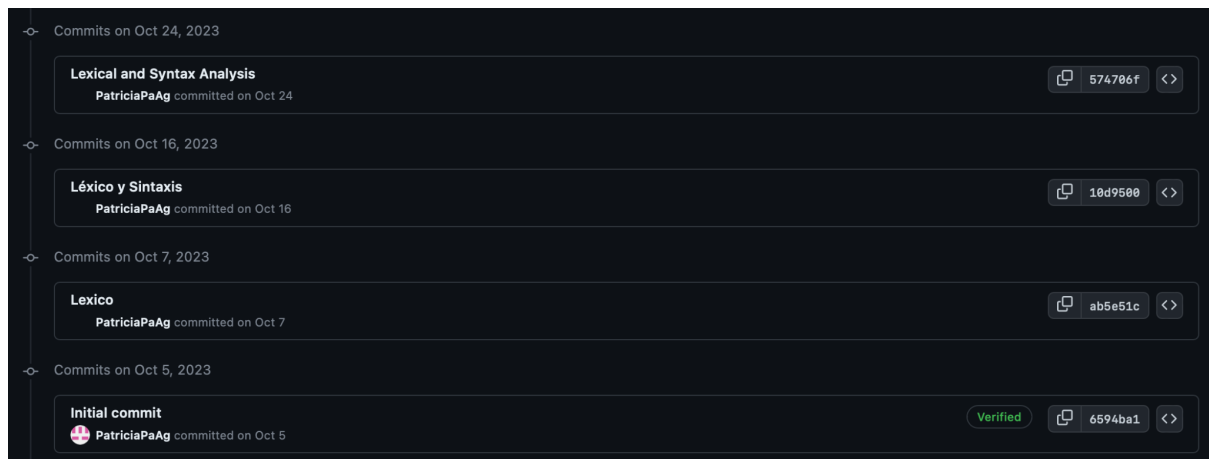 Commits on Oct 24, 2023
Lexical and Syntax Analysis
574706f
PatriciaPaAg committed on Oct 24
Commits on Oct 16, 2023
Léxico y Sintaxis
10d9500
PatriciaPaAg committed on Oct 16
Commits on Oct 7, 2023
Lexico
ab5e51c
PatriciaPaAg committed on Oct 7
Commits on Oct 5, 2023
Initial commit
Verified 6594ba1
PatriciaPaAg committed on Oct 5